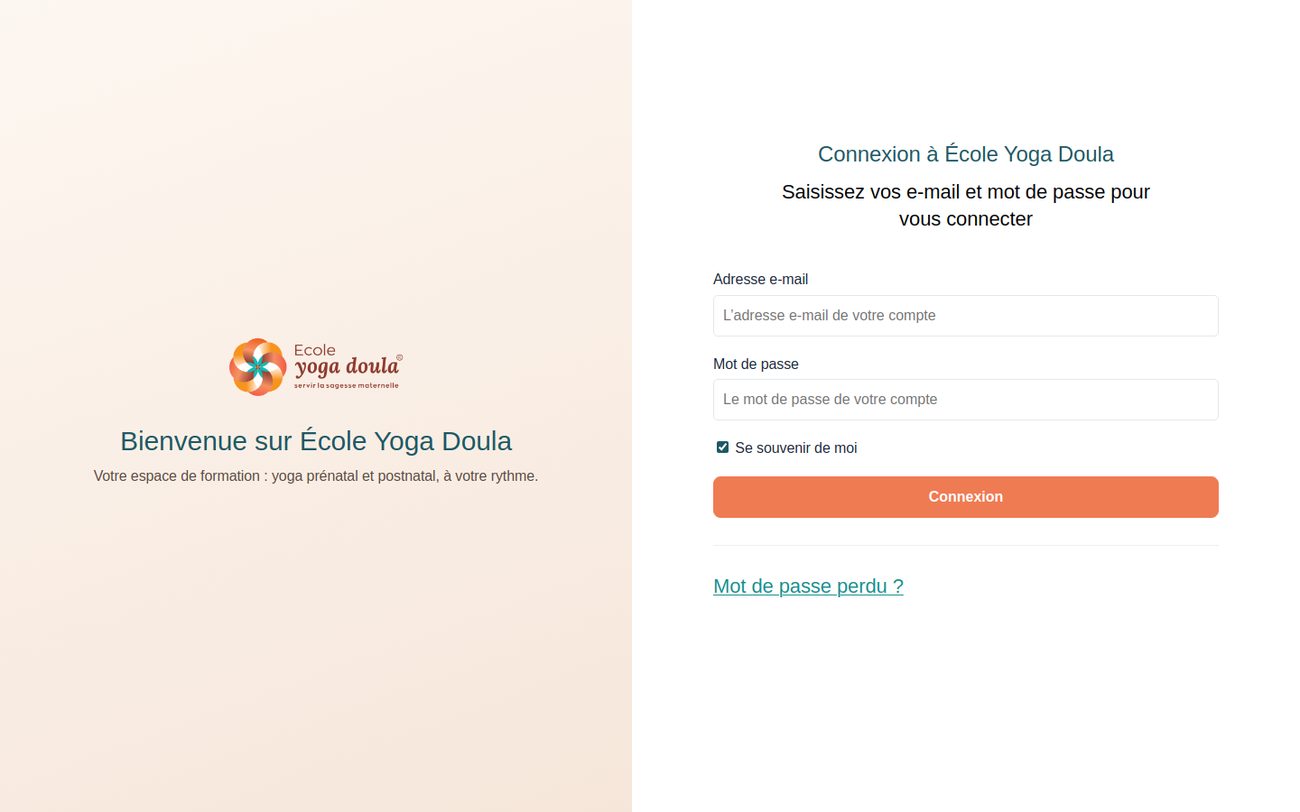 Ecole
yoga doula®
servir la sagesse maternelle
Bienvenue sur École Yoga Doula
Votre espace de formation : yoga prénatal et postnatal, à votre rythme.
Connexion à École Yoga Doula
Saisissez vos e-mail et mot de passe pour
vous connecter
Adresse e-mail
L'adresse e-mail de votre compte
Mot de passe
Le mot de passe de votre compte
Se souvenir de moi
Connexion
Mot de passe perdu ?